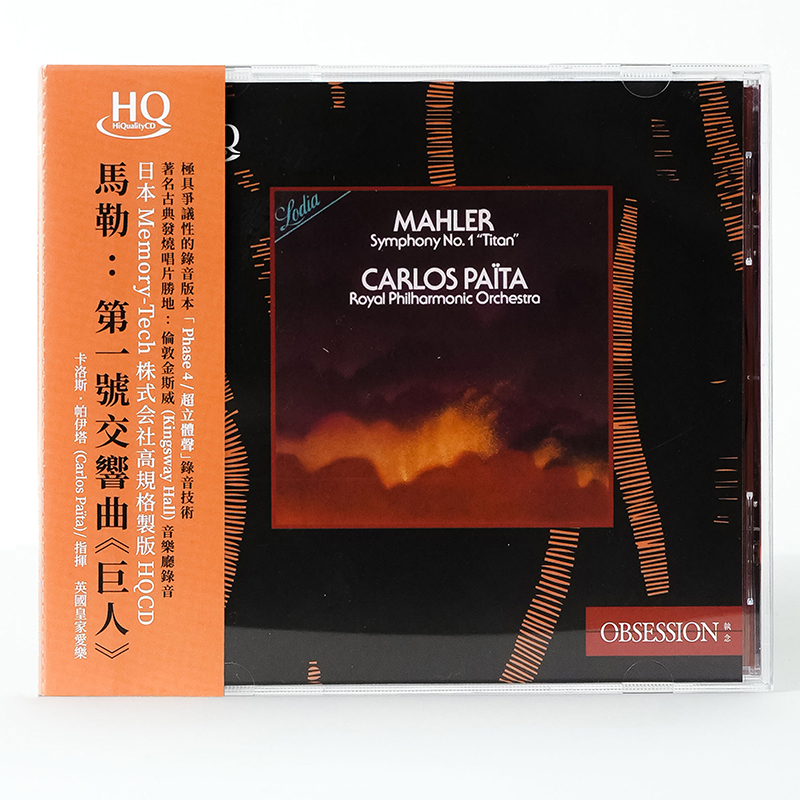 HQ
HiQualityCD
極具爭議性的錄音版本「Phase 4 / 超立體聲」錄音技術
著名古典發燒唱片勝地：倫敦金斯威 (Kingsway Hall) 音樂廳錄音
日本 Memory-Tech 株式会社高規格製版 HQCD
馬勒：第一號交響曲《巨人》
卡洛斯・帕伊塔 (Carlos Païta) / 指揮 英國皇家愛樂
Q
Lodia
MAHLER
Symphony No. 1 “Titan”
CARLOS PAÏTA
Royal Philharmonic Orchestra
OBSESSION 執念